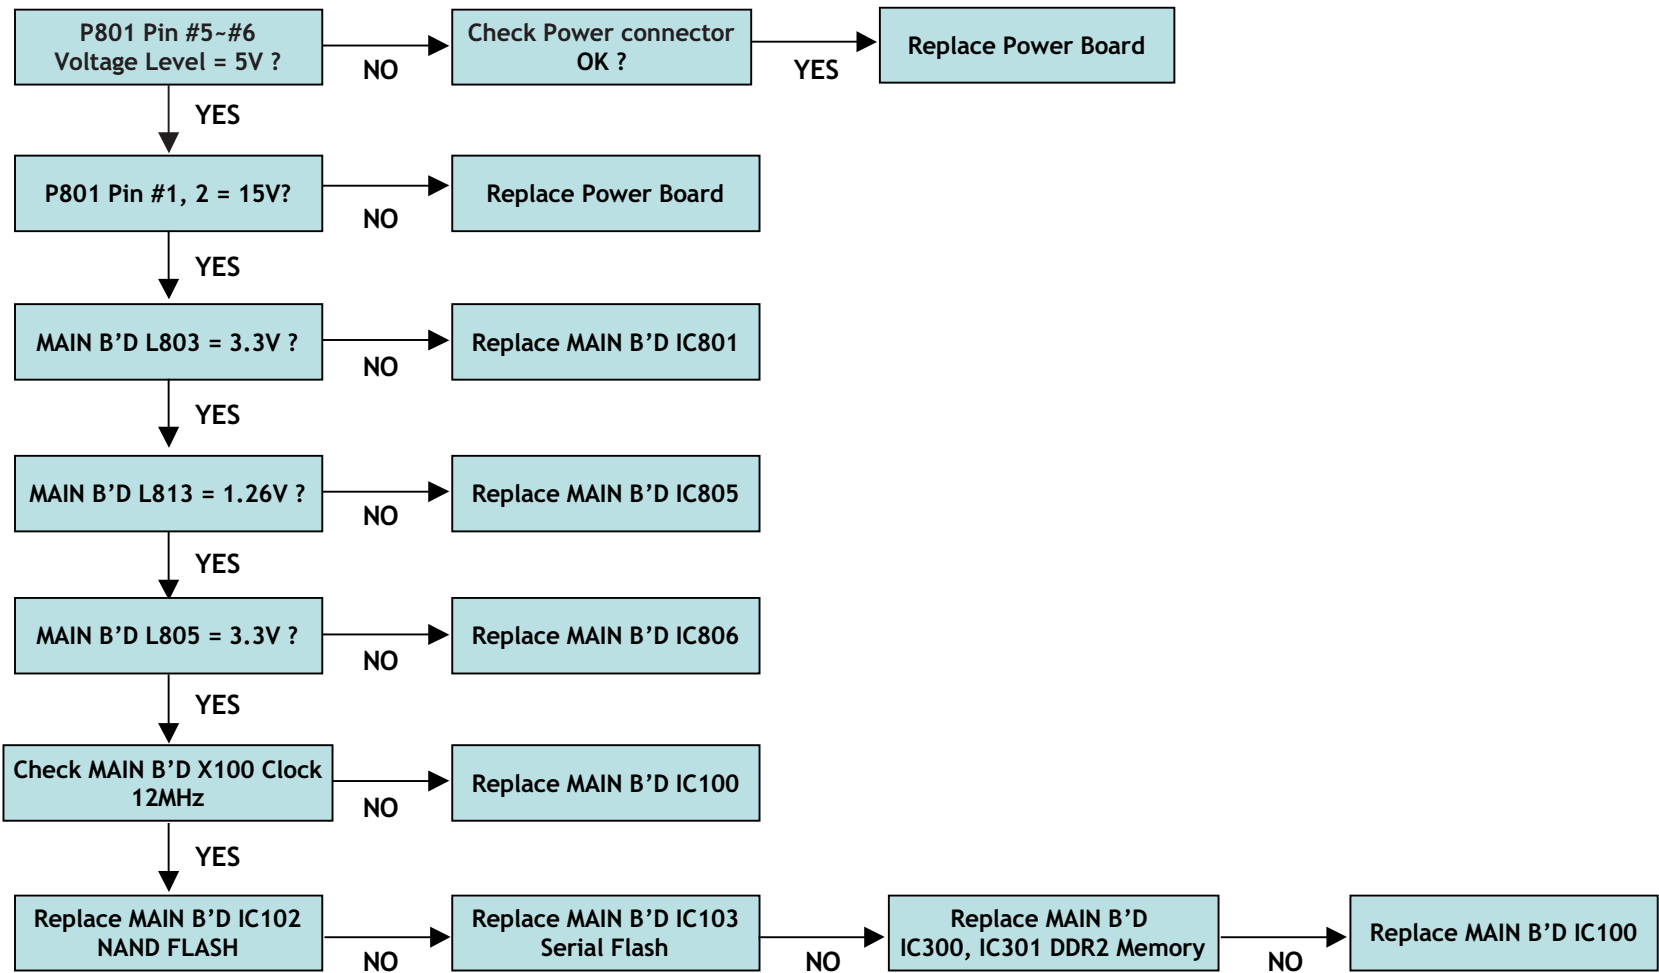 P801 Pin #5~#6
Voltage Level = 5V ?
NO
Check Power connector
OK ?
YES
Replace Power Board
YES
P801 Pin #1, 2 = 15V?
NO
Replace Power Board
YES
MAIN B’D L803 = 3.3V ?
NO
Replace MAIN B’D IC801
YES
MAIN B’D L813 = 1.26V ?
NO
Replace MAIN B’D IC805
YES
MAIN B’D L805 = 3.3V ?
NO
Replace MAIN B’D IC806
YES
Check MAIN B’D X100 Clock
12MHz
NO
Replace MAIN B’D IC100
YES
Replace MAIN B’D IC102
NAND FLASH
NO
Replace MAIN B’D IC103
Serial Flash
NO
Replace MAIN B’D
IC300, IC301 DDR2 Memory
NO
Replace MAIN B’D IC100